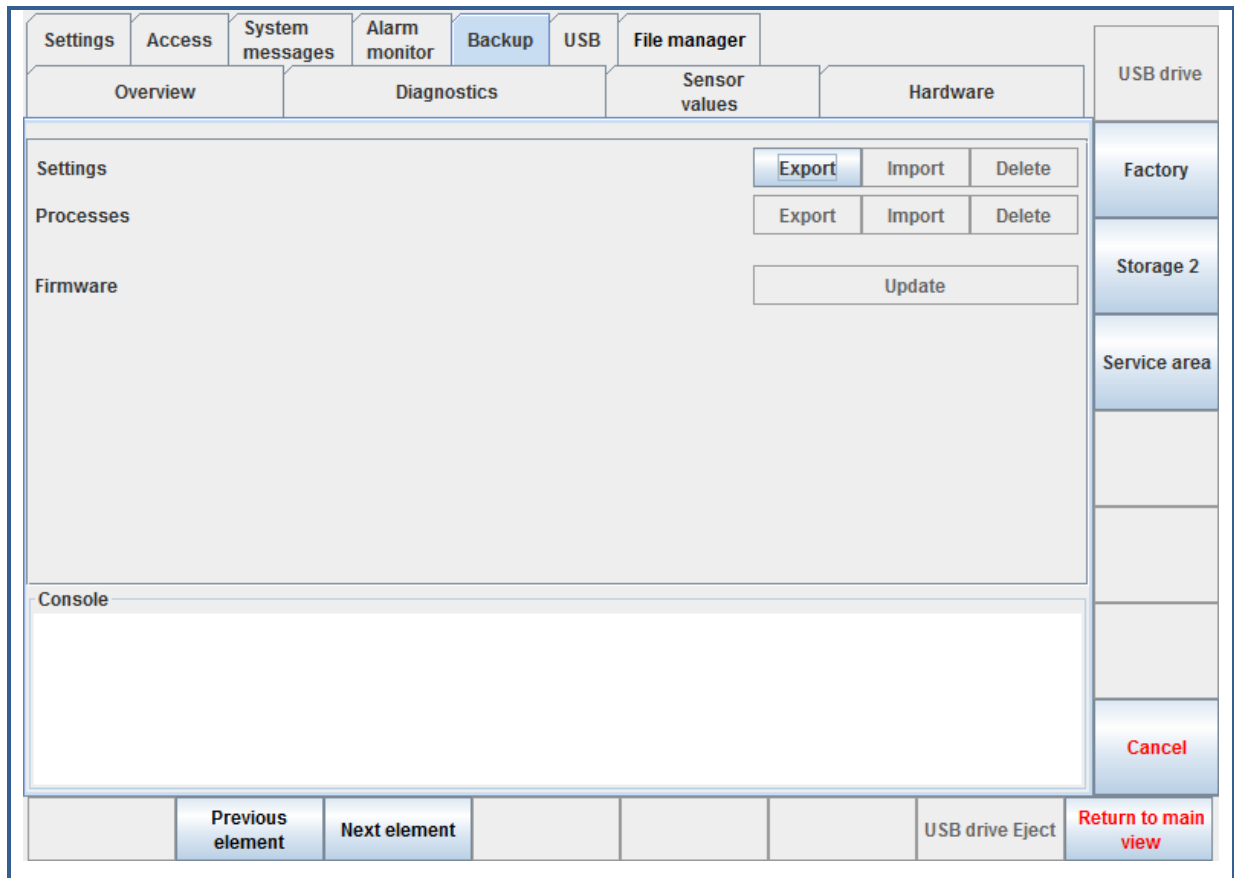 Settings
Access
System
messages
Alarm
monitor
Backup
USB
File manager
Overview
Diagnostics
Sensor
values
Hardware
USB drive
Settings
Export
Import
Delete
Factory
Processes
Export
Import
Delete
Firmware
Update
Storage 2
Service area
Console
Cancel
Previous
element
Next element
USB drive Eject
Return to main
view